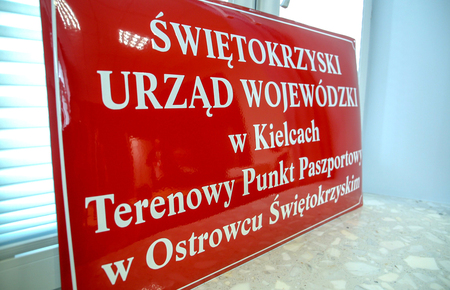 ŚWIĘTOKRZYSKI
URZĄD WOJEWÓDZKI
w Kielcach
Terenowy Punkt Paszportowy
w Ostrowcu Świętokrzyskim